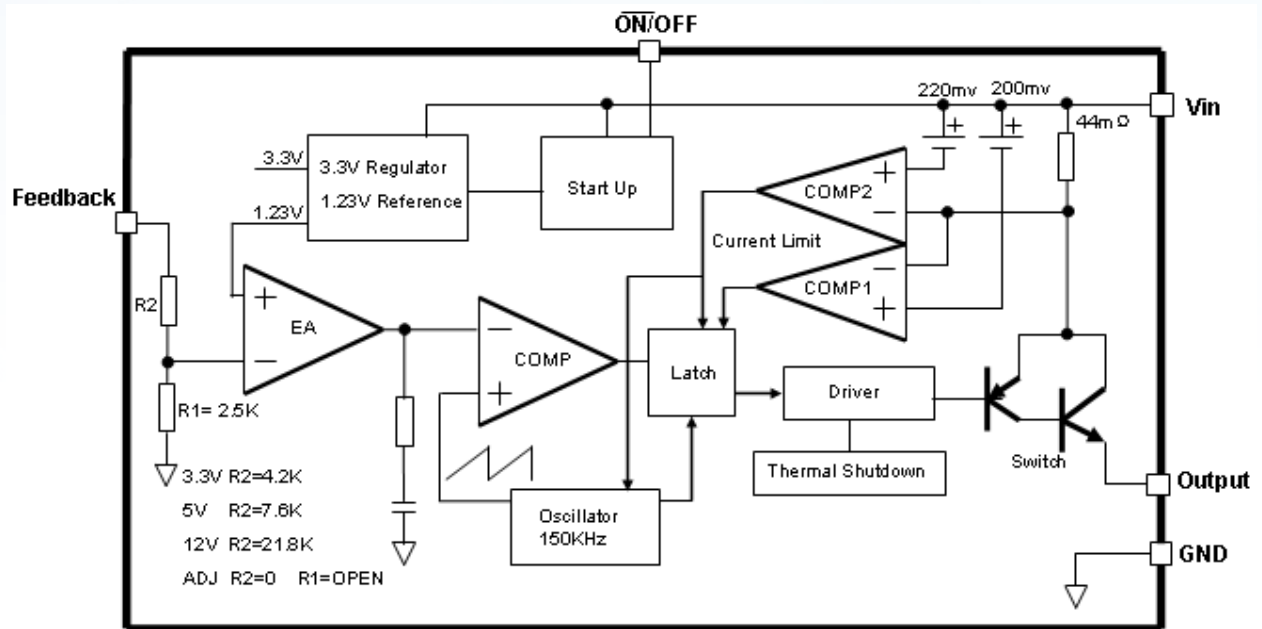 ON/OFF
220mv
200mv
Vin
44mΩ
3.3V
3.3V Regulator
1.23V Reference
1.23V
Start Up
+
+
Feedback
+
COMP2
−
Current Limit
−
COMP1
+
R2
+
EA
−
−
COMP
+
Latch
Driver
R1= 2.5K
Switch
Thermal Shutdown
3.3V R2=4.2K
5V R2=7.6K
12V R2=21.8K
ADJ R2=0 R1=OPEN
Oscillator
150KHz
Output
GND